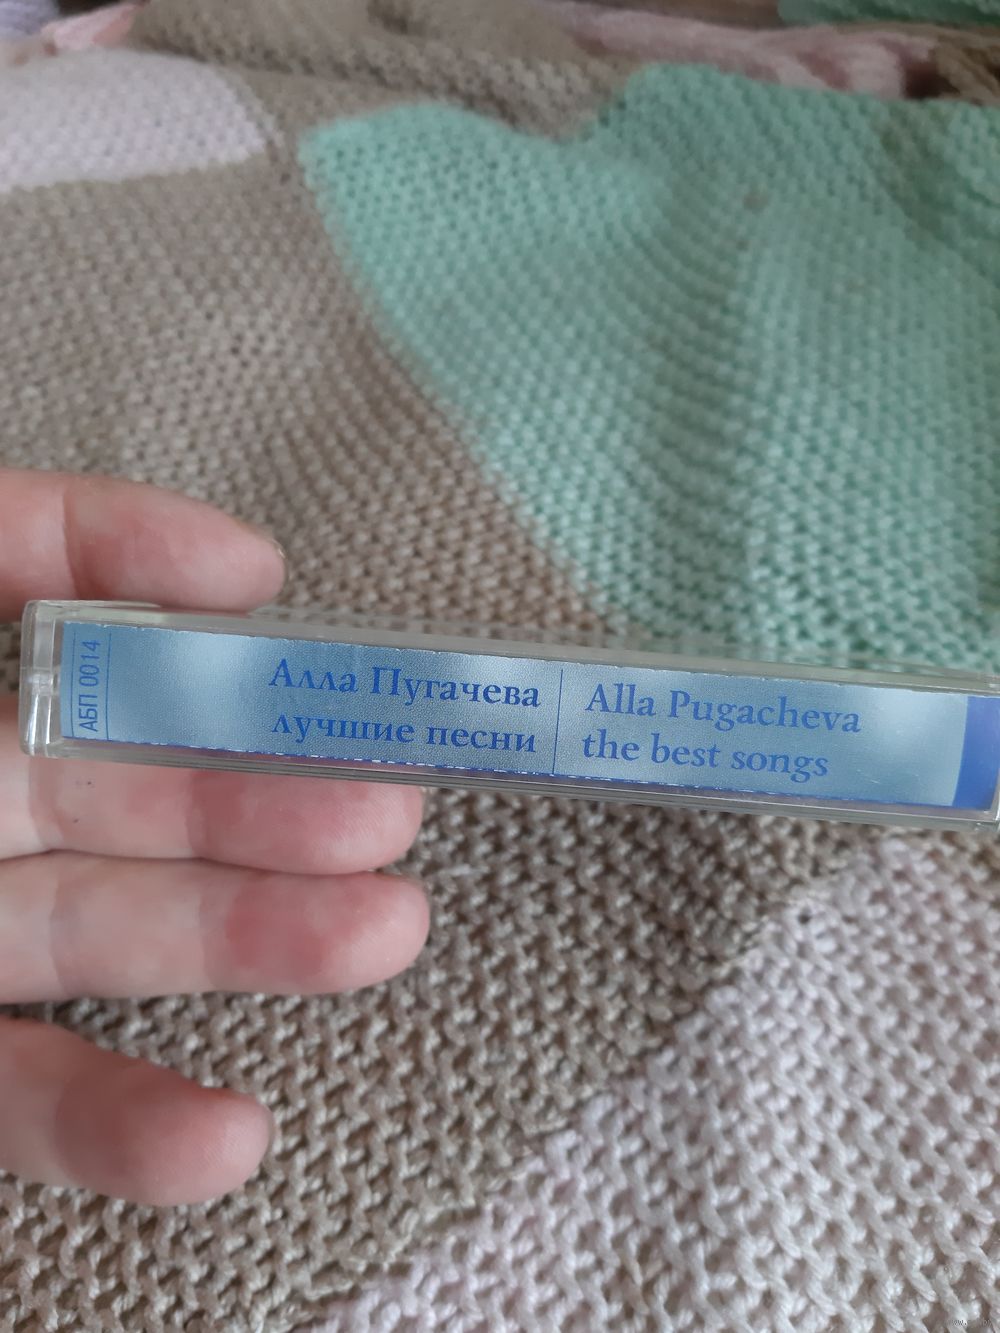 АБП 0014
Алла Пугачева
лучшие песни
Alla Pugacheva
the best songs